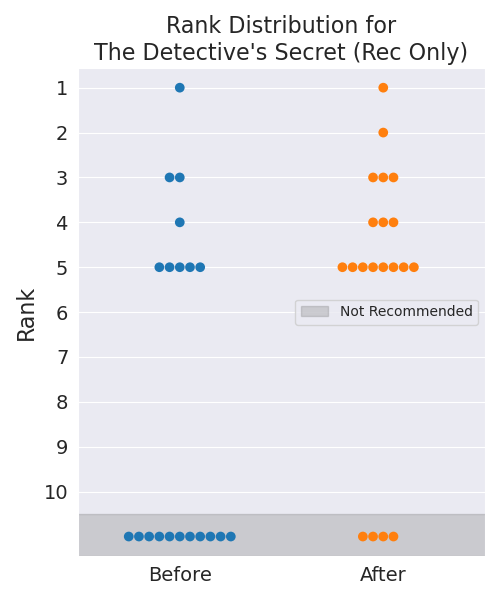 Rank Distribution for
The Detective's Secret (Rec Only)
Rank
1
2
3
4
5
6
7
8
9
10
Not Recommended
Before
After